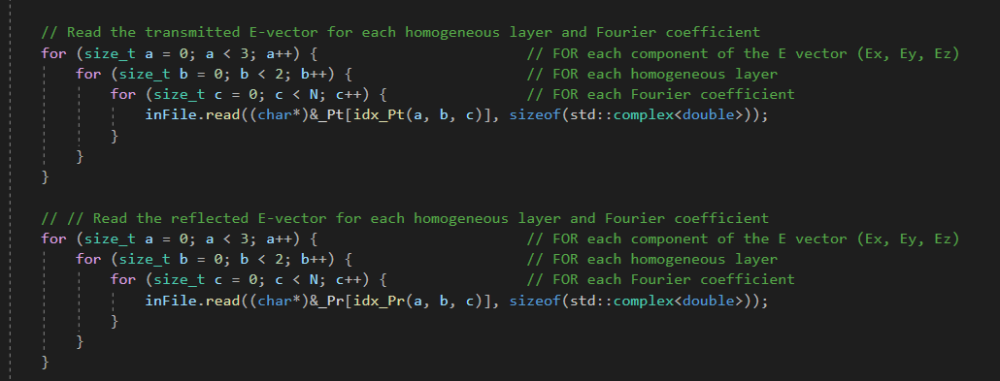 // Read the transmitted E-vector for each homogeneous layer and Fourier coefficient
for (size_t a = 0; a < 3; a++) { // FOR each component of the E vector (Ex, Ey, Ez)
for (size_t b = 0; b < 2; b++) { // FOR each homogeneous layer
for (size_t c = 0; c < N; c++) { // FOR each Fourier coefficient
inFile.read((char*)&_Pt[idx_Pt(a, b, c)], sizeof(std::complex<double>));
}
}
}
// // Read the reflected E-vector for each homogeneous layer and Fourier coefficient
for (size_t a = 0; a < 3; a++) { // FOR each component of the E vector (Ex, Ey, Ez)
for (size_t b = 0; b < 2; b++) { // FOR each homogeneous layer
for (size_t c = 0; c < N; c++) { // FOR each Fourier coefficient
inFile.read((char*)&_Pr[idx_Pr(a, b, c)], sizeof(std::complex<double>));
}
}
}